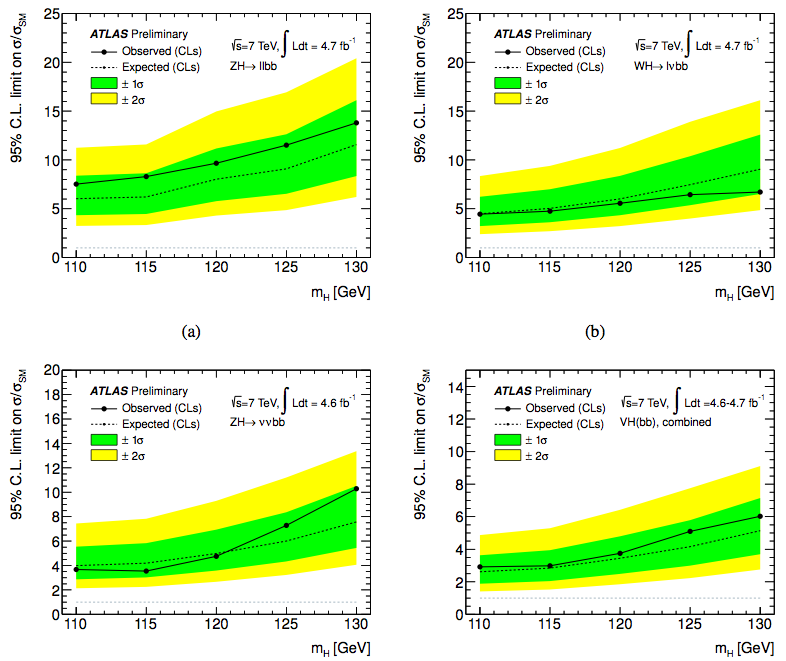 95% C.L. limit on σ/σSM
25
20
15
10
5
0
ATLAS Preliminary
Observed (CLs)
Expected (CLs)
± 1σ
± 2σ
√s=7 TeV, ∫ Ldt = 4.7 fb-1
ZH→ llbb
110 115 120 125 130
mH [GeV]
(a)
95% C.L. limit on σ/σSM
25
20
15
10
5
0
ATLAS Preliminary
Observed (CLs)
Expected (CLs)
± 1σ
± 2σ
√s=7 TeV, ∫ Ldt = 4.7 fb-1
WH→ lνbb
110 115 120 125 130
mH [GeV]
(b)
95% C.L. limit on σ/σSM
20
18
16
14
12
10
8
6
4
2
0
ATLAS Preliminary
Observed (CLs)
Expected (CLs)
± 1σ
± 2σ
√s=7 TeV, ∫ Ldt = 4.6 fb-1
ZH→ ννbb
110 115 120 125 130
mH [GeV]
95% C.L. limit on σ/σSM
14
12
10
8
6
4
2
0
ATLAS Preliminary
Observed (CLs)
Expected (CLs)
± 1σ
± 2σ
√s=7 TeV, ∫ Ldt =4.6-4.7 fb-1
VH(bb), combined
110 115 120 125 130
mH [GeV]